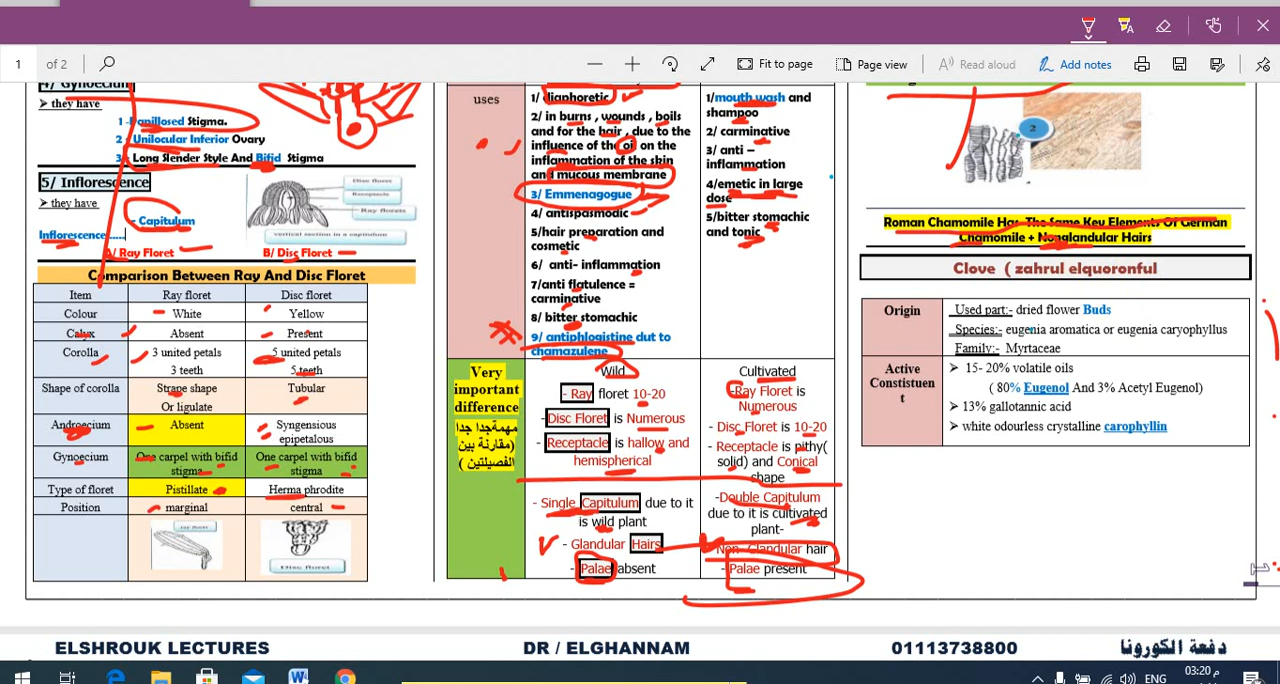 1
of 2
Fit to page
Page view
Read aloud
Add notes
4/ Gynoecium
➤ they have
1 -Papillosed Stigma.
2 - Unilocular Inferior Ovary
3- Long Slender Style And Bifid Stigma
5/ Inflorescence
➤ they have
- Capitulum
Inflorescence.....
A/ Ray Floret
B/ Disc Floret
Disc floret
Receptacle
Ray florets
vertical section in a capitulum
Comparison Between Ray And Disc Floret
Item Ray floret Disc floret
Colour White Yellow
Calyx Absent Present
Corolla 3 united petals 5 united petals
3 teeth 5 teeth
Shape of corolla Strape shape Tubular
Or ligulate
Androecium Absent Syngensious
epipetalous
Gynoecium One carpel with bifid One carpel with bifid
stigma stigma
Type of floret Pistillate Herma phrodite
Position marginal central
Disc floret
uses
1/ diaphoretic
2/ in burns , wounds , boils
and for the hair , due to the
influence of the oil on the
inflammation of the skin
and mucous membrane
3/ Emmenagogue
4/ antispasmodic
5/hair preparation and
cosmetic
6/ anti- inflammation
7/anti flatulence =
carminative
8/ bitter stomachic
9/ antiphlogistine dut to
chamazulene
1/mouth wash and
shampoo
2/ carminative
3/ anti –
inflammation
4/emetic in large
dose
5/bitter stomachic
and tonic
Very
important
difference
مهمةجدا جدا
(مقارنة بين
الفصيلتين )
Wild
- Ray floret 10-20
-Disc Floret is Numerous
-Receptacle is hallow and
hemispherical
- Single Capitulum due to it
is wild plant
- Glandular Hairs
- Palae absent
Cultivated
-Ray Floret is
Numerous
- Disc Floret is 10-20
- Receptacle is pithy(
solid) and Conical
shape
-Double Capitulum
due to it is cultivated
plant-
Non- Glandular hair
- Palae present
2
Roman Chamomile Has The Same Key Elements Of German
Chamomile + Nonglandular Hairs
Clove ( zahrul elquoronful
Origin
Used part:- dried flower Buds
Species:- eugenia aromatica or eugenia caryophyllus
Family:- Myrtaceae
Active
Constistuen
t
➤ 15- 20% volatile oils
( 80% Eugenol And 3% Acetyl Eugenol)
➤ 13% gallotannic acid
➤ white odourless crystalline carophyllin
ELSHROUK LECTURES
DR / ELGHANNAM
01113738800
دفعة الكورونا
ENG
03:20 م